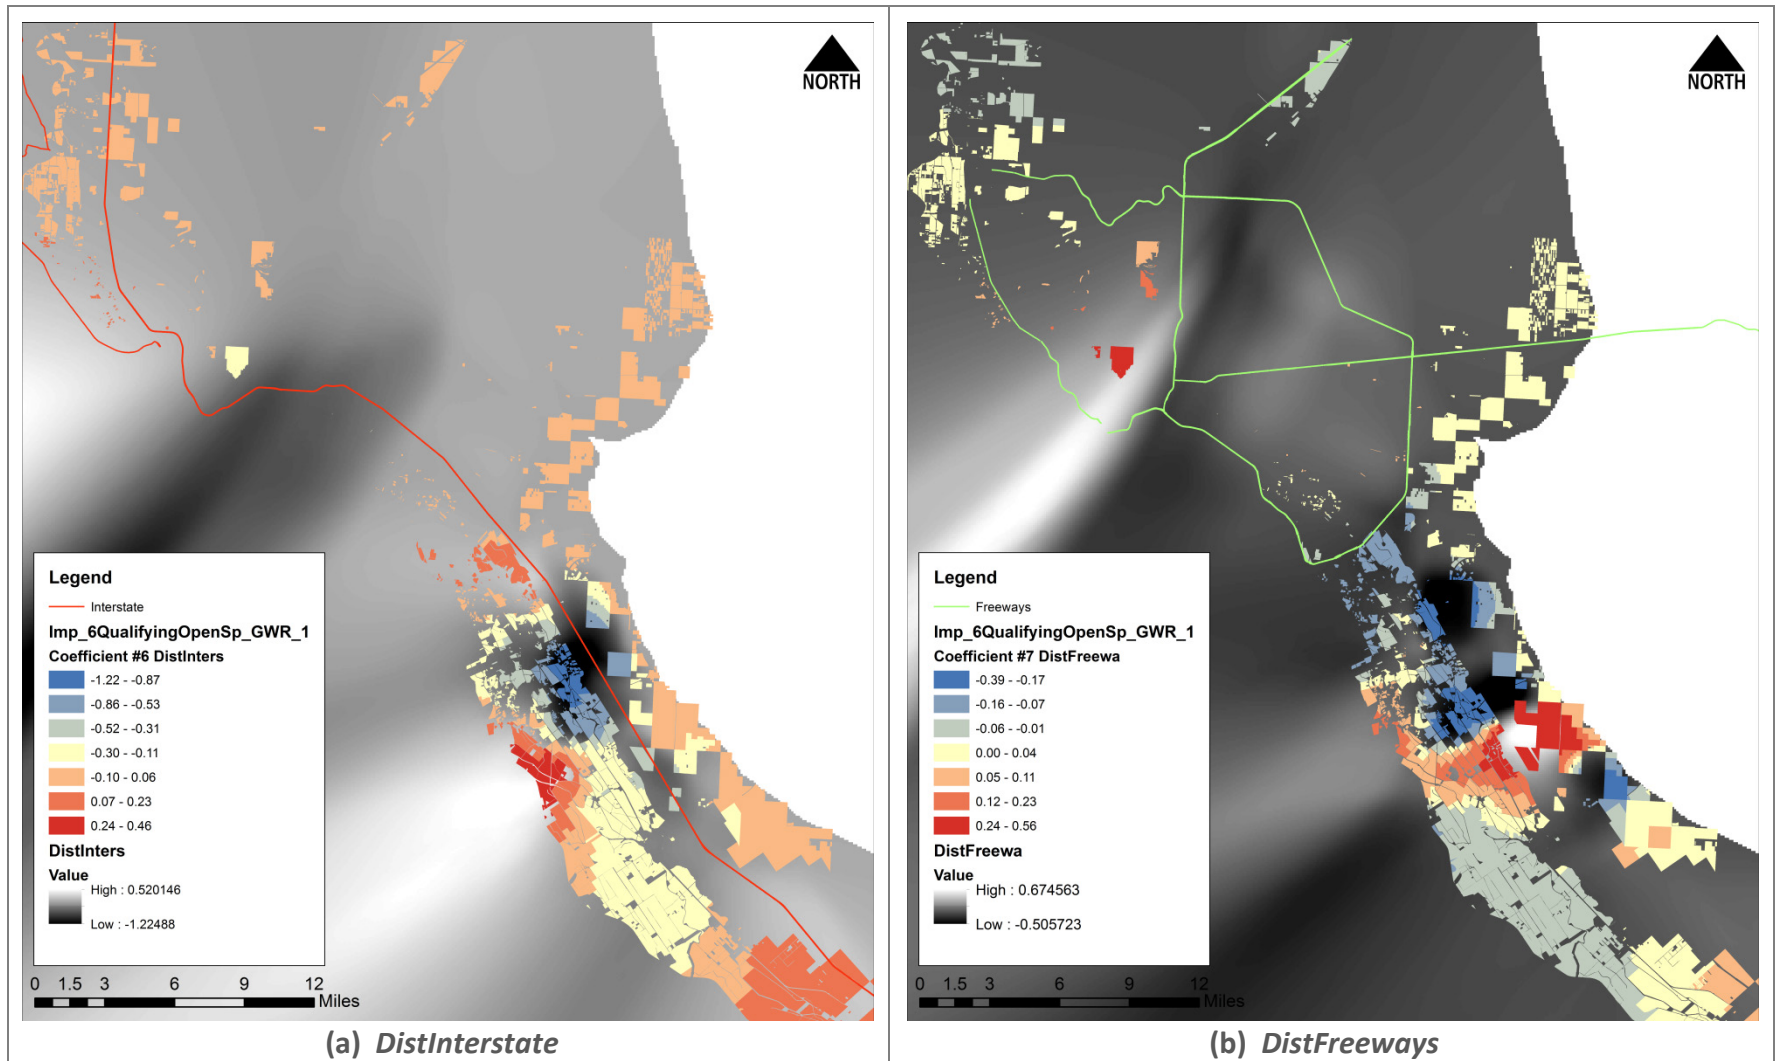 NORTH
Legend
Interstate
Imp_6QualifyingOpenSp_GWR_1
Coefficient #6 DistInters
-1.22 - -0.87
-0.86 - -0.53
-0.52 - -0.31
-0.30 - -0.11
-0.10 - 0.06
0.07 - 0.23
0.24 - 0.46
DistInters
Value
High : 0.520146
Low : -1.22488
0 1.5 3 6 9 12
Miles
(a) DistInterstate
NORTH
Legend
Freeways
Imp_6QualifyingOpenSp_GWR_1
Coefficient #7 DistFreewa
-0.39 - -0.17
-0.16 - -0.07
-0.06 - -0.01
0.00 - 0.04
0.05 - 0.11
0.12 - 0.23
0.24 - 0.56
DistFreewa
Value
High : 0.674563
Low : -0.505723
0 1.5 3 6 9 12
Miles
(b) DistFreeways